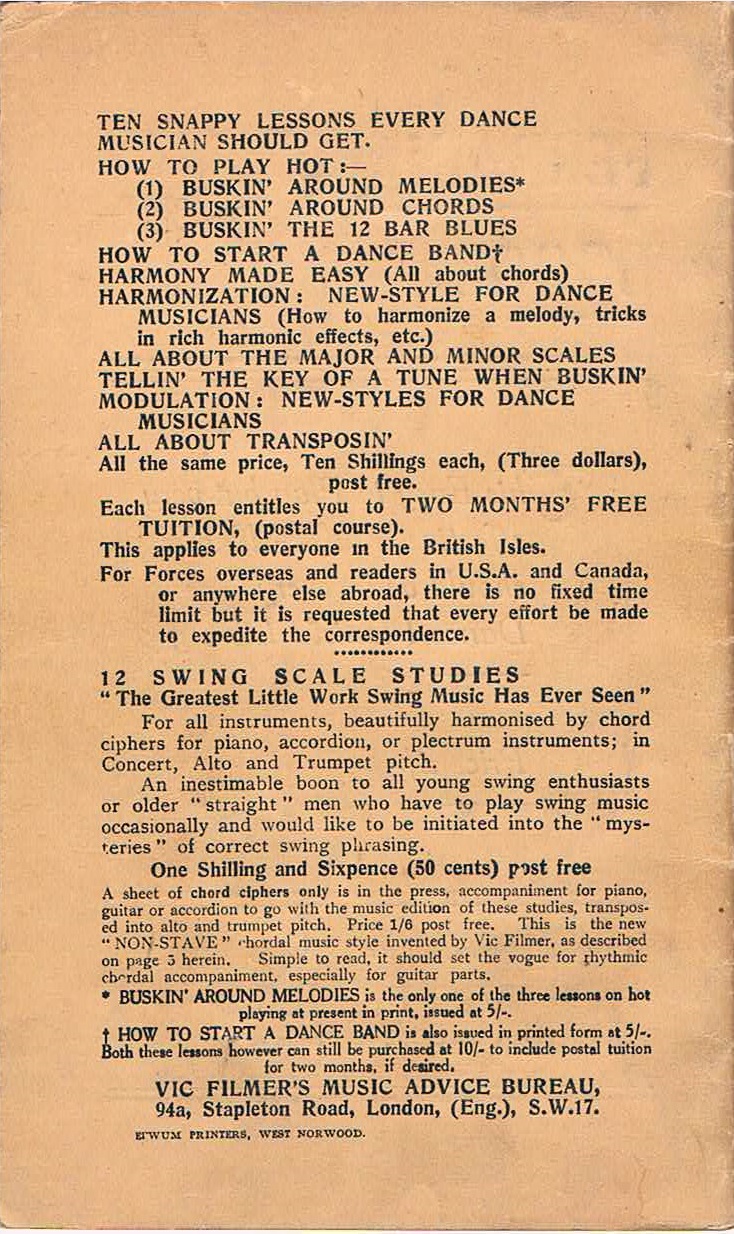 TEN SNAPPY LESSONS EVERY DANCE
MUSICIAN SHOULD GET.
HOW TO PLAY HOT :—
(1) BUSKIN' AROUND MELODIES*
(2) BUSKIN' AROUND CHORDS
(3) BUSKIN' THE 12 BAR BLUES
HOW TO START A DANCE BAND†
HARMONY MADE EASY (All about chords)
HARMONIZATION: NEW-STYLE FOR DANCE
MUSICIANS (How to harmonize a melody, tricks
in rich harmonic effects, etc.)
ALL ABOUT THE MAJOR AND MINOR SCALES
TELLIN' THE KEY OF A TUNE WHEN BUSKIN'
MODULATION: NEW-STYLES FOR DANCE
MUSICIANS
ALL ABOUT TRANSPOSIN'
All the same price, Ten Shillings each, (Three dollars),
post free.
Each lesson entitles you to TWO MONTHS' FREE
TUITION, (postal course).
This applies to everyone in the British Isles.
For Forces overseas and readers in U.S.A. and Canada,
or anywhere else abroad, there is no fixed time
limit but it is requested that every effort be made
to expedite the correspondence.
............
12 SWING SCALE STUDIES
" The Greatest Little Work Swing Music Has Ever Seen "
For all instruments, beautifully harmonised by chord
ciphers for piano, accordion, or plectrum instruments; in
Concert, Alto and Trumpet pitch.
An inestimable boon to all young swing enthusiasts
or older " straight " men who have to play swing music
occasionally and would like to be initiated into the " mys-
teries " of correct swing phrasing.
One Shilling and Sixpence (50 cents) post free
A sheet of chord ciphers only is in the press, accompaniment for piano,
guitar or accordion to go with the music edition of these studies, transpos-
ed into alto and trumpet pitch. Price 1/6 post free. This is the new
" NON-STAVE " chordal music style invented by Vic Filmer, as described
on page 3 herein. Simple to read, it should set the vogue for rhythmic
chordal accompaniment, especially for guitar parts.
* BUSKIN' AROUND MELODIES is the only one of the three lessons on hot
playing at present in print, issued at 5/-.
† HOW TO START A DANCE BAND is also issued in printed form at 5/-.
Both these lessons however can still be purchased at 10/- to include postal tuition
for two months, if desired.
VIC FILMER'S MUSIC ADVICE BUREAU,
94a, Stapleton Road, London, (Eng.), S.W.17.
PRINTERS, WEST NORWOOD.